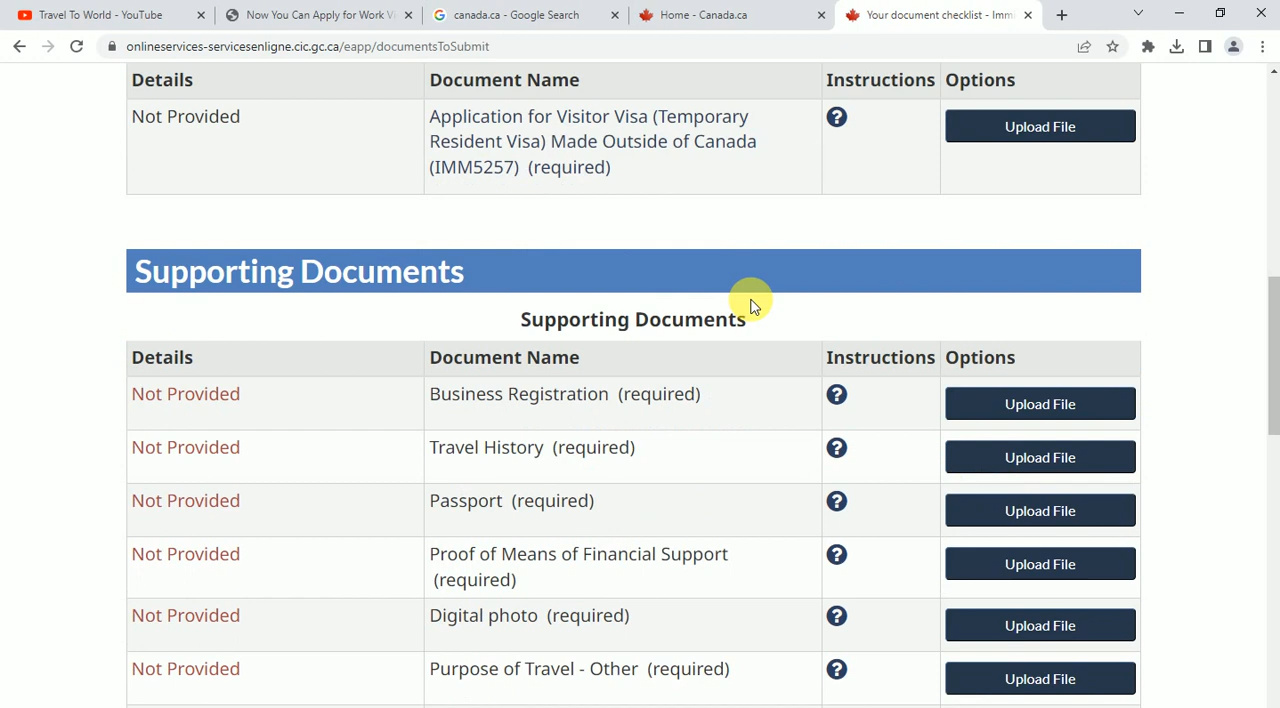 Travel To World - YouTube
Now You Can Apply for Work Vi
canada.ca - Google Search
Home - Canada.ca
Your document checklist - Immi
onlineservices-servicesenligne.cic.gc.ca/eapp/documentsToSubmit
Details Document Name Instructions Options
Not Provided Application for Visitor Visa (Temporary ? Upload File
Resident Visa) Made Outside of Canada
(IMM5257) (required)
Supporting Documents
Supporting Documents
Details Document Name Instructions Options
Not Provided Business Registration (required) ? Upload File
Not Provided Travel History (required) ? Upload File
Not Provided Passport (required) ? Upload File
Not Provided Proof of Means of Financial Support ? Upload File
(required)
Not Provided Digital photo (required) ? Upload File
Not Provided Purpose of Travel - Other (required) ? Upload File